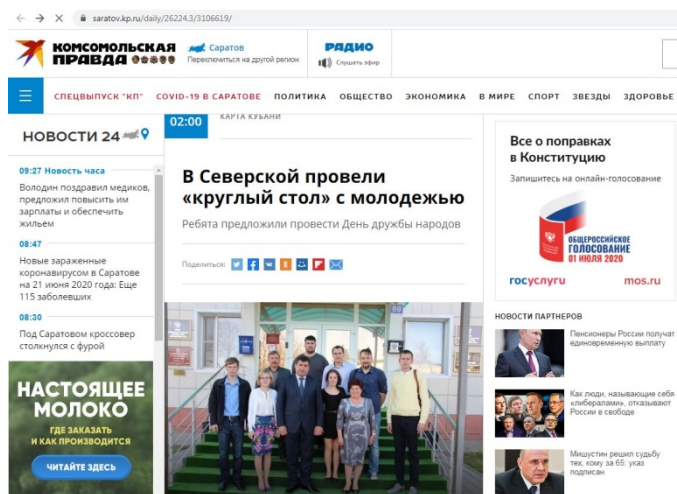 saratov.kp.ru/daily/26224.3/3106619/
КОМСОМОЛЬСКАЯ
ПРАВДА
Саратов
Переключиться на другой регион
РАДИО
Слушать эфир
СПЕЦВЫПУСК "КП" COVID-19 В САРАТОВЕ ПОЛИТИКА ОБЩЕСТВО ЭКОНОМИКА В МИРЕ СПОРТ ЗВЕЗДЫ ЗДОРОВЬЕ
НОВОСТИ 24
09:27 Новость часа
Володин поздравил медиков,
предложил повысить им
зарплаты и обеспечить
жильем
08:47
Новые зараженные
коронавирусом в Саратове
на 21 июня 2020 года: Еще
115 заболевших
08:30
Под Саратовом кроссовер
столкнулся с фурой
НАСТОЯЩЕЕ
МОЛОКО
ГДЕ ЗАКАЗАТЬ
И КАК ПРОИЗВОДИТСЯ
ЧИТАЙТЕ ЗДЕСЬ
02:00
КАРТА КУБАНИ
В Северской провели
«круглый стол» с молодежью
Ребята предложили провести День дружбы народов
Поделиться:
Все о поправках
в Конституцию
Запишитесь на онлайн-голосование
ОБЩЕРОССИЙСКОЕ
ГОЛОСОВАНИЕ
01 ИЮЛЯ 2020
госуслуги
mos.ru
НОВОСТИ ПАРТНЕРОВ
Пенсионеры России получат
единовременную выплату
Как люди, называющие себя
«либералами», отказывают
России в свободе
Мишустин решил судьбу
тех, кому за 65: указ
подписан